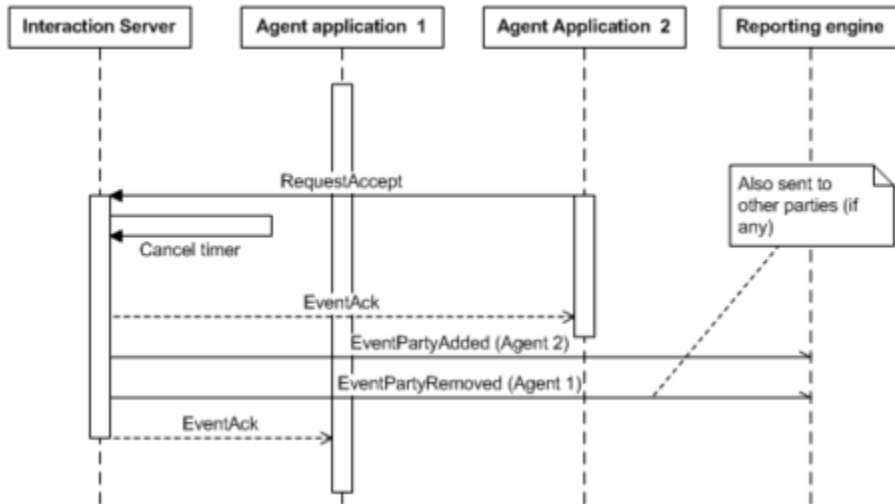 Interaction Server
Agent application 1
Agent Application 2
Reporting engine
RequestAccept
Also sent to
other parties (if
any)
Cancel timer
EventAck
EventPartyAdded (Agent 2)
EventPartyRemoved (Agent 1)
EventAck